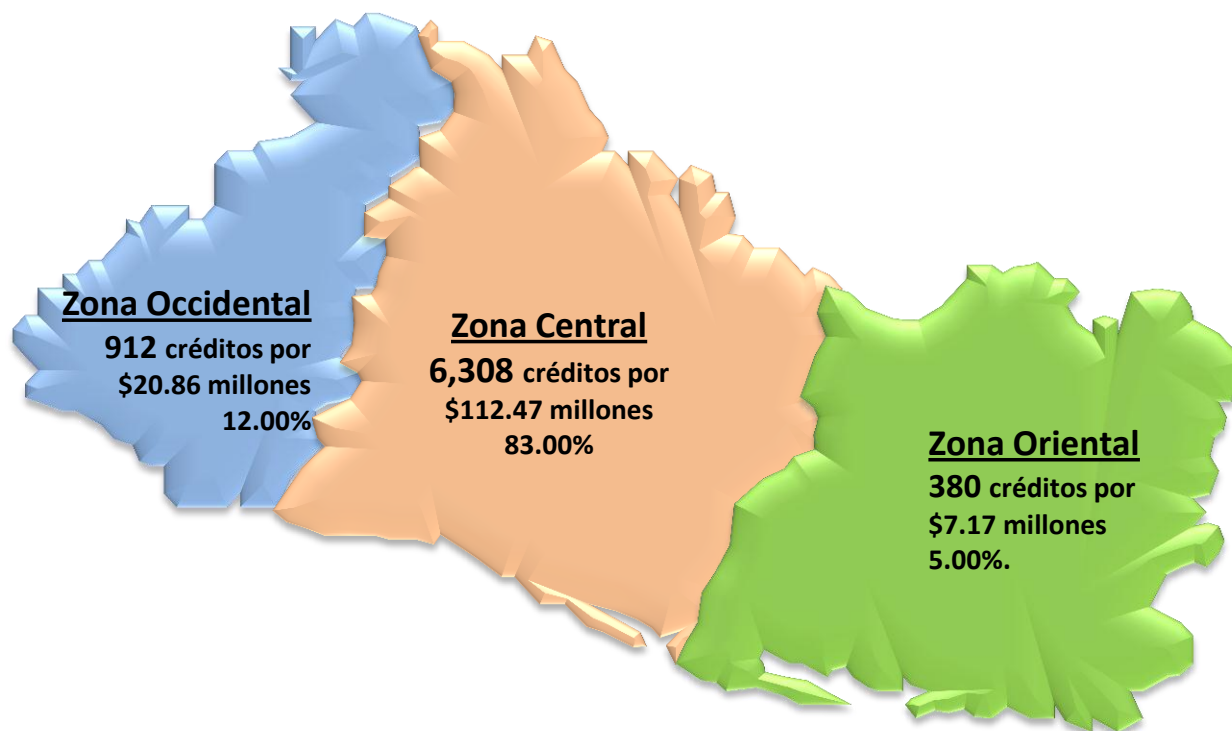 Zona Occidental
912 créditos por
$20.86 millones
12.00%
Zona Central
6,308 créditos por
$112.47 millones
83.00%
Zona Oriental
380 créditos por
$7.17 millones
5.00%.